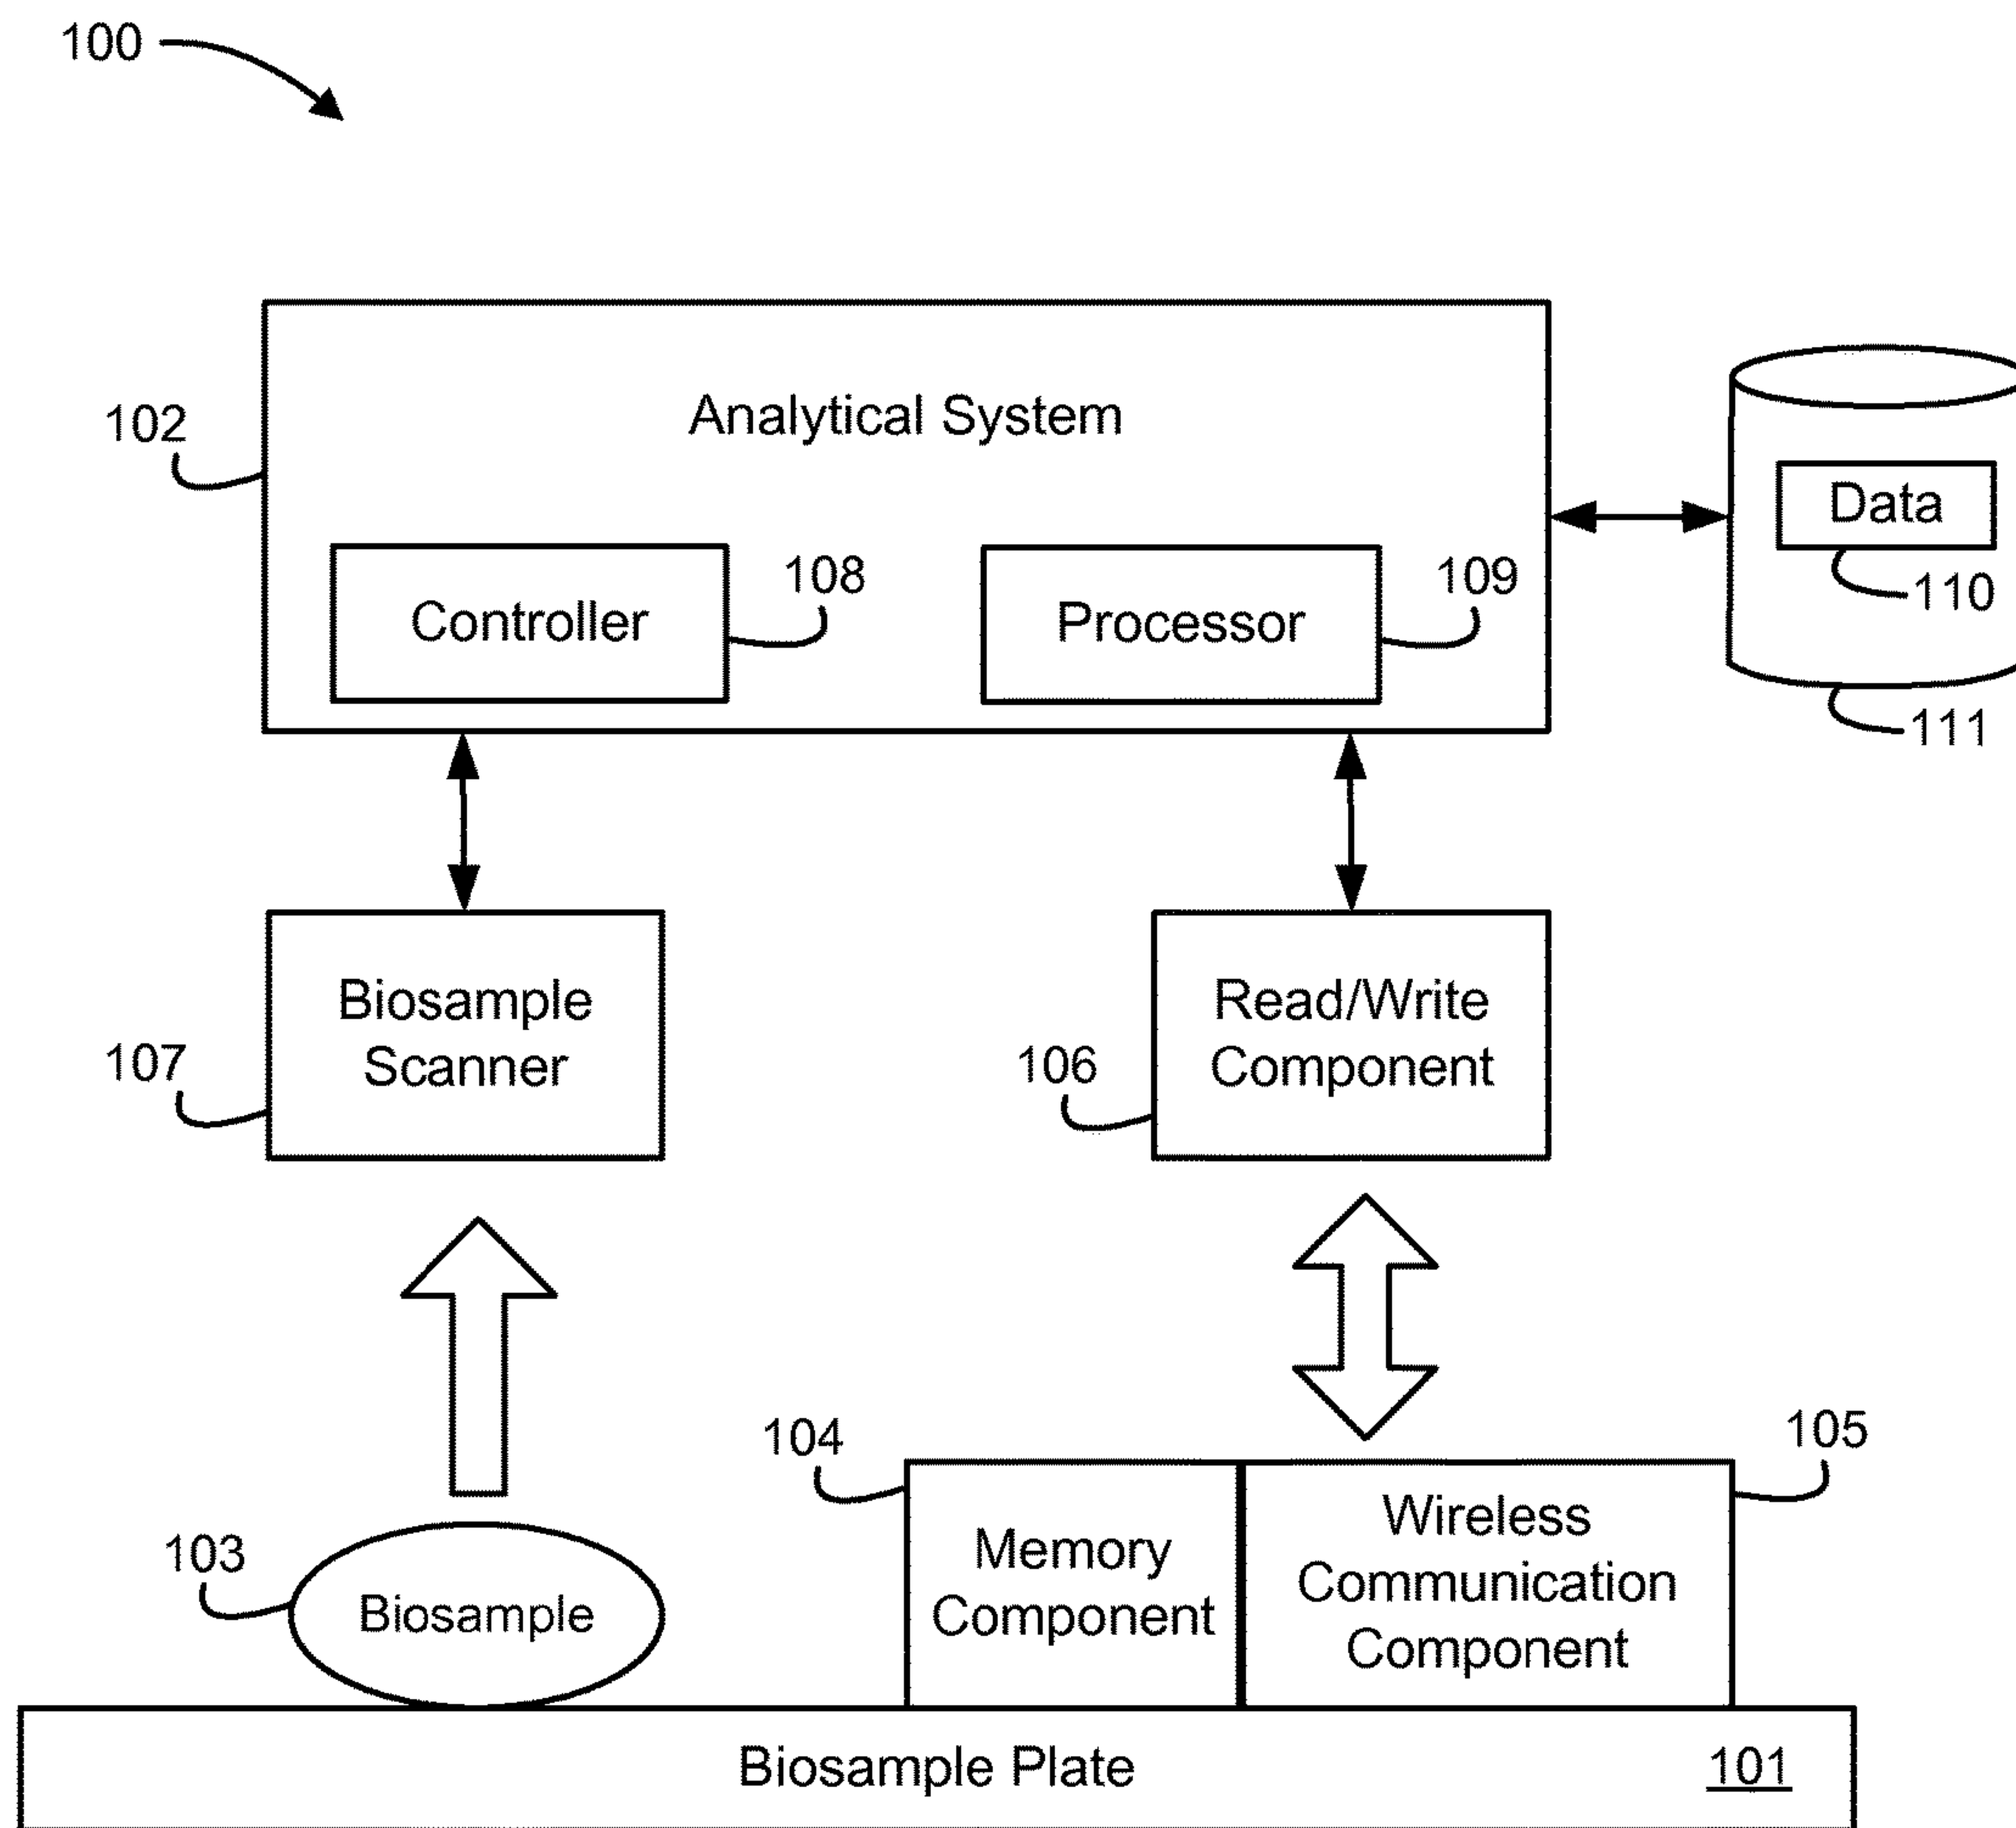 100
Analytical System
102
Data
Controller
108
Processor
109
110
111
Biosample
Scanner
107
Read/Write
Component
106
104
105
Memory
Component
Wireless
Communication
Component
103
Biosample
Biosample Plate
101